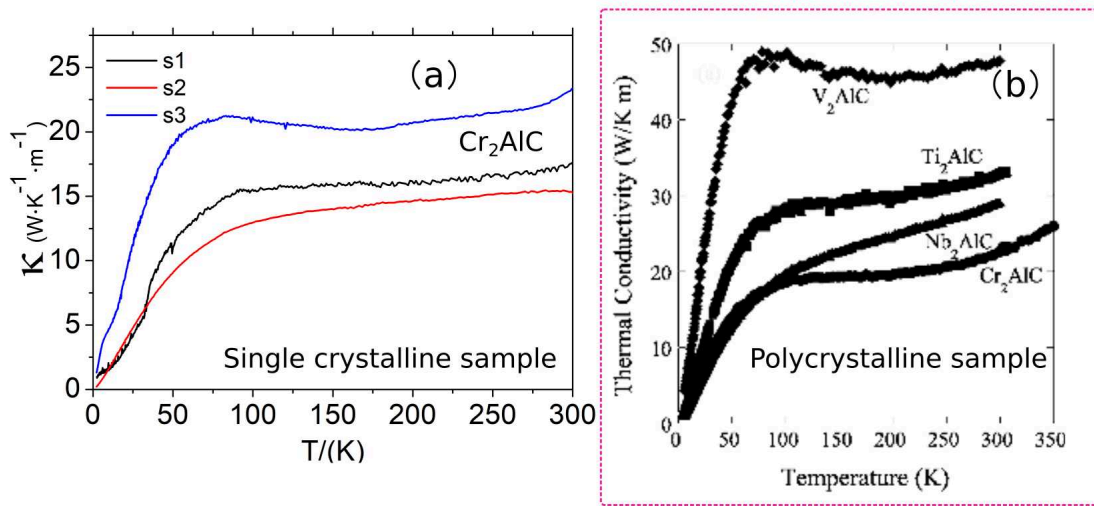 25
20
15
10
5
0
κ (W·K⁻¹·m⁻¹)
s1
s2
s3
(a)
Cr₂AlC
Single crystalline sample
0 50 100 150 200 250 300
T/(K)
50
40
30
20
10
0
Thermal Conductivity (W/K m)
(b)
V₂AlC
Ti₂AlC
Nb₂AlC
Cr₂AlC
Polycrystalline sample
0 50 100 150 200 250 300 350
Temperature (K)